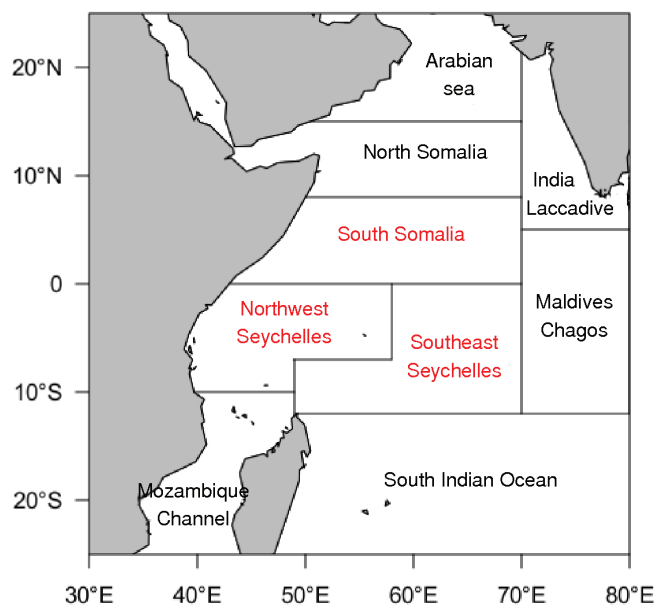 20°N
10°N
0
10°S
20°S
Arabian
sea
North Somalia
India
Laccadive
South Somalia
Northwest
Seychelles
Southeast
Seychelles
Maldives
Chagos
South Indian Ocean
Mozambique
Channel
30°E 40°E 50°E 60°E 70°E 80°E